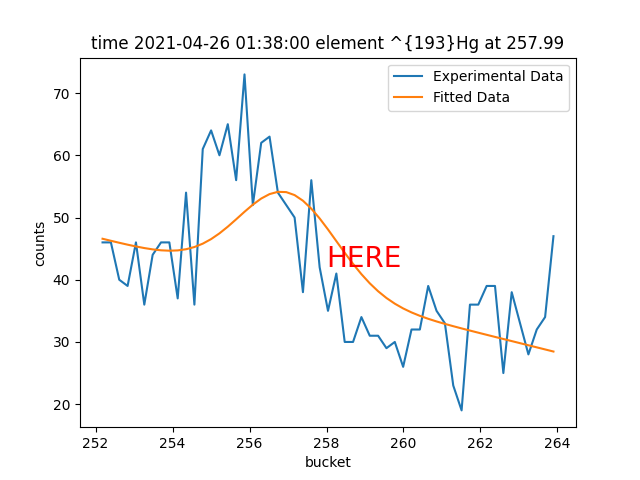 time 2021-04-26 01:38:00 element ^{193}Hg at 257.99
Experimental Data
Fitted Data
HERE
counts
70
60
50
40
30
20
252 254 256 258 260 262 264
bucket